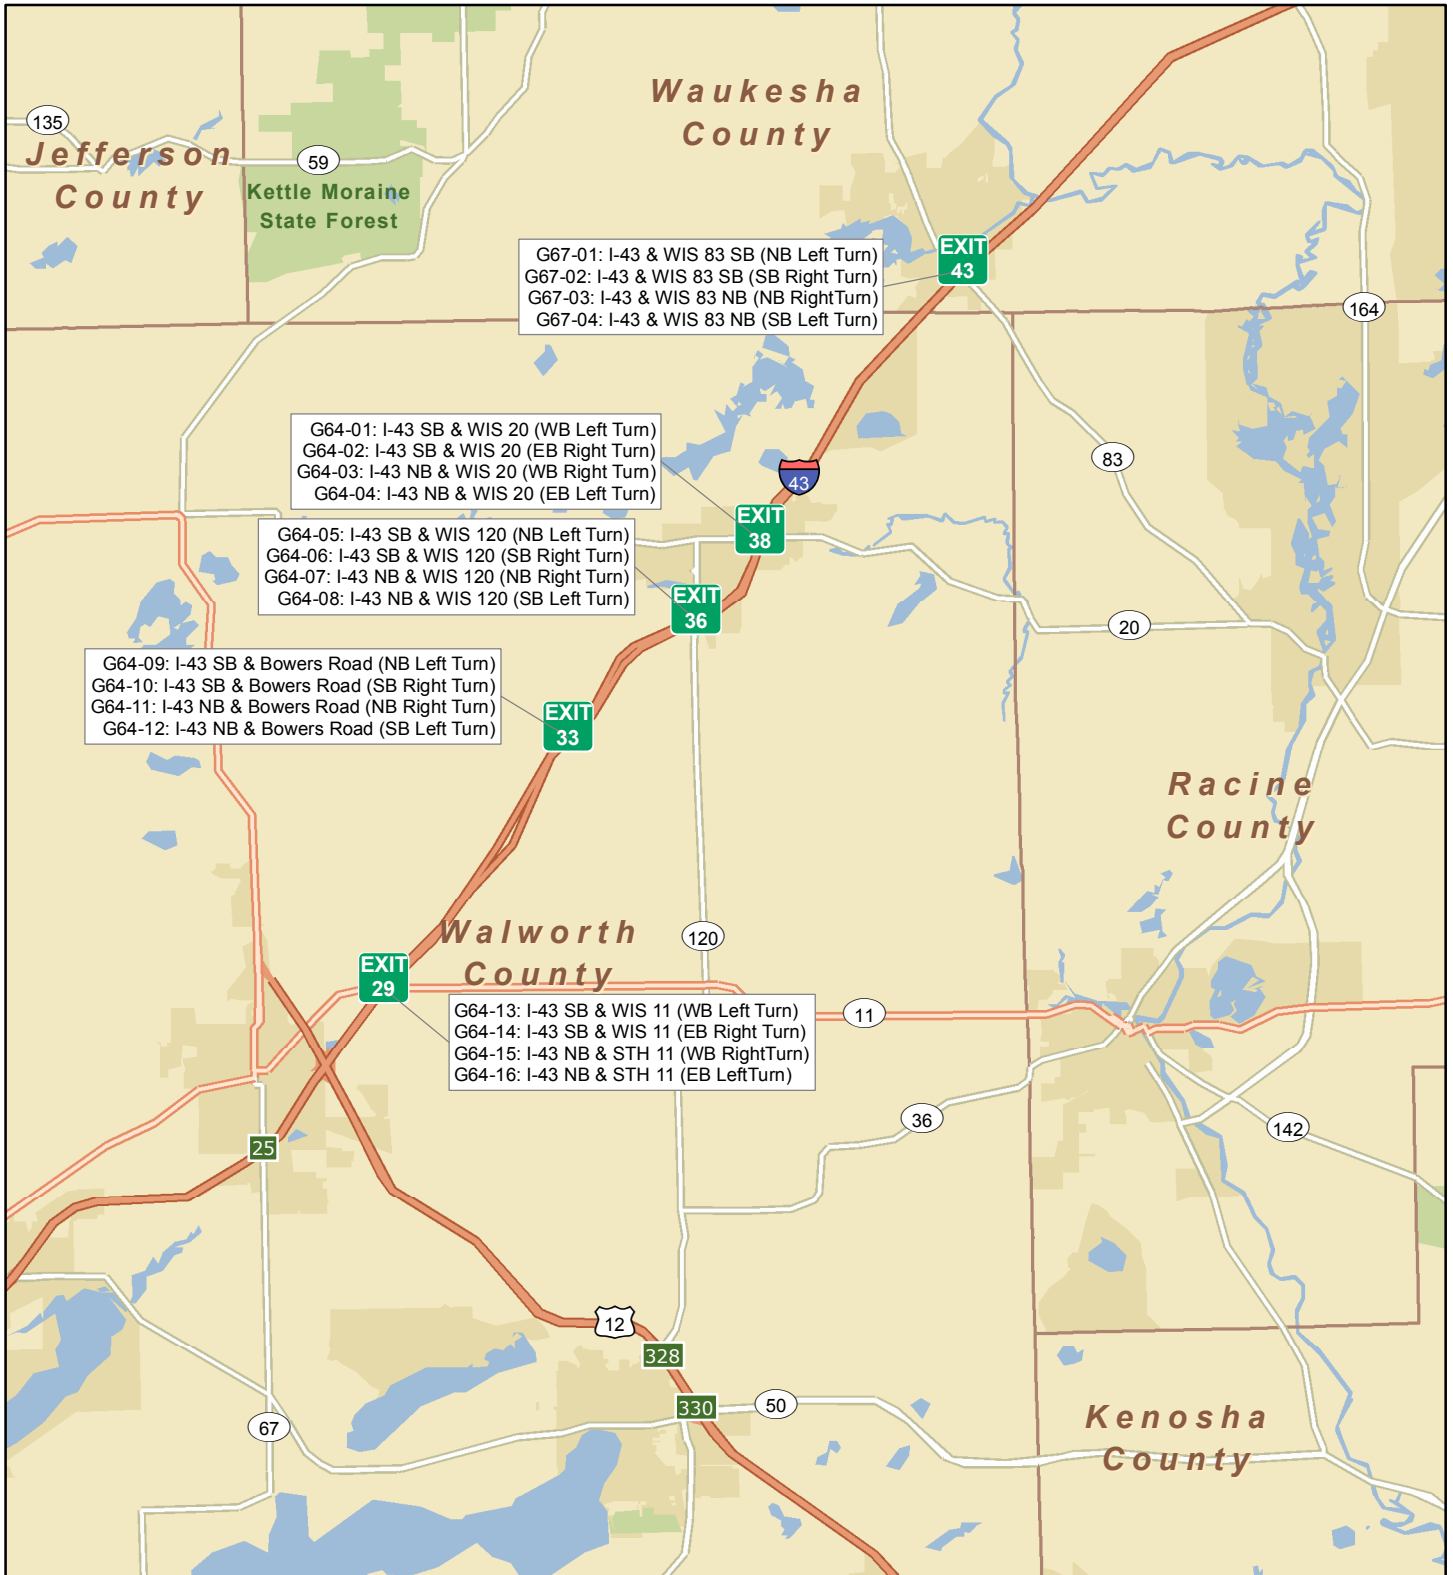 Waukesha
County
135
Jefferson
County
59
Kettle Moraine
State Forest
G67-01: I-43 & WIS 83 SB (NB Left Turn)
G67-02: I-43 & WIS 83 SB (SB Right Turn)
G67-03: I-43 & WIS 83 NB (NB RightTurn)
G67-04: I-43 & WIS 83 NB (SB Left Turn)
EXIT
43
164
G64-01: I-43 SB & WIS 20 (WB Left Turn)
G64-02: I-43 SB & WIS 20 (EB Right Turn)
G64-03: I-43 NB & WIS 20 (WB Right Turn)
G64-04: I-43 NB & WIS 20 (EB Left Turn)
43
83
EXIT
38
G64-05: I-43 SB & WIS 120 (NB Left Turn)
G64-06: I-43 SB & WIS 120 (SB Right Turn)
G64-07: I-43 NB & WIS 120 (NB Right Turn)
G64-08: I-43 NB & WIS 120 (SB Left Turn)
EXIT
36
20
G64-09: I-43 SB & Bowers Road (NB Left Turn)
G64-10: I-43 SB & Bowers Road (SB Right Turn)
G64-11: I-43 NB & Bowers Road (NB Right Turn)
G64-12: I-43 NB & Bowers Road (SB Left Turn)
EXIT
33
Racine
County
Walworth
County
120
EXIT
29
G64-13: I-43 SB & WIS 11 (WB Left Turn)
G64-14: I-43 SB & WIS 11 (EB Right Turn)
G64-15: I-43 NB & STH 11 (WB RightTurn)
G64-16: I-43 NB & STH 11 (EB LeftTurn)
11
36
142
25
12
328
330
50
67
Kenosha
County